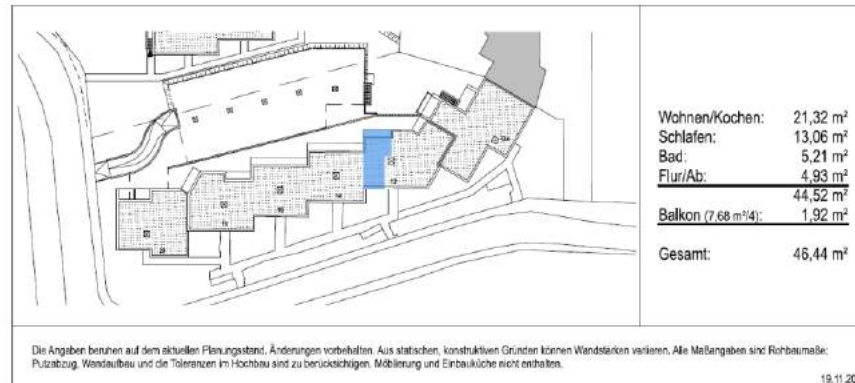 Wohnen/Kochen: 21,32 m²
Schlafen: 13,06 m²
Bad: 5,21 m²
Flur/Ab: 4,93 m²
44,52 m²
Balkon (7,68 m²/4): 1,92 m²
Gesamt: 46,44 m²
Die Angaben beruhen auf dem aktuellen Planungsstand. Änderungen vorbehalten. Aus statischen, konstruktiven Gründen können Wandstärken variieren. Alle Maßangaben sind Rohbaumaße:
Putzabzug, Wandaufbau und die Toleranzen im Hochbau sind zu berücksichtigen. Möblierung und Einbauküche nicht enthalten.
19.11.20